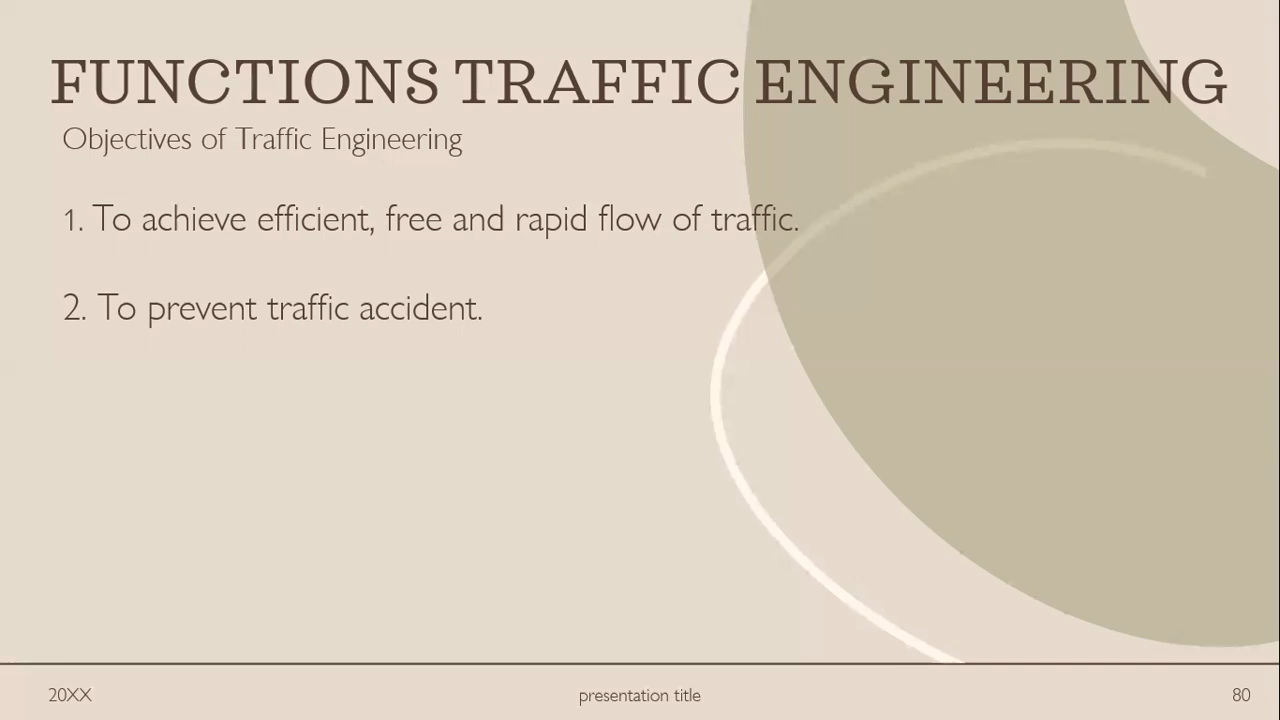 FUNCTIONS TRAFFIC ENGINEERING
Objectives of Traffic Engineering
1. To achieve efficient, free and rapid flow of traffic.
2. To prevent traffic accident.
20XX
presentation title
80